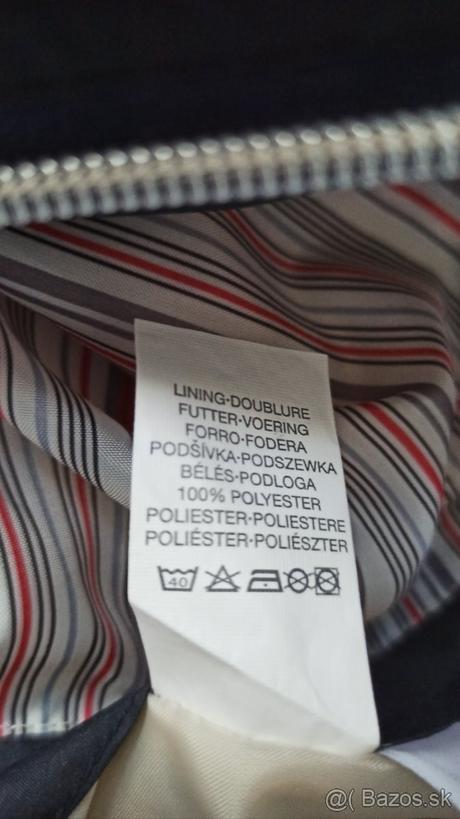 LINING·DOUBLURE
FUTTER·VOERING
FORRO·FODERA
PODŠÍVKA·PODSZEWKA
BÉLÉS·PODLOGA
100% POLYESTER
POLIESTER·POLIESTERE
POLIÉSTER·POLIÉSZTER
40
@( Bazos.sk